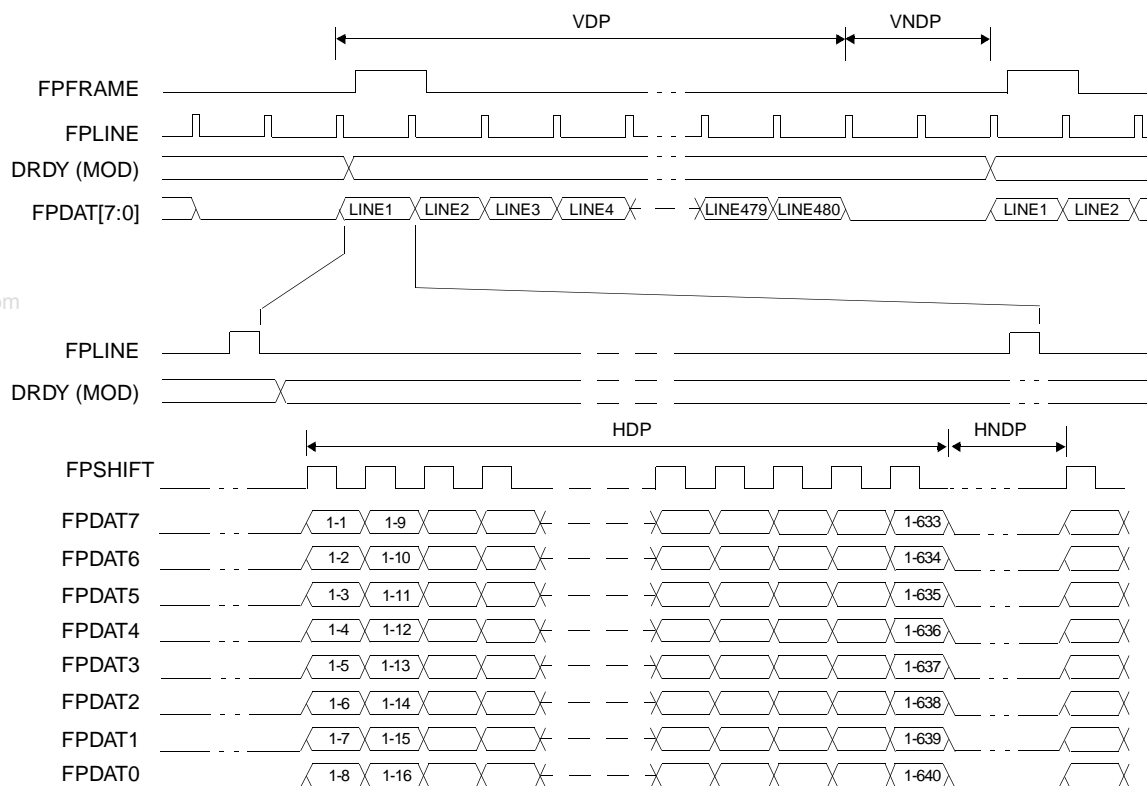 VDP VNDP
FPFRAME
FPLINE
DRDY (MOD)
FPDAT[7:0] LINE1 LINE2 LINE3 LINE4 LINE479 LINE480 LINE1 LINE2
om
FPLINE
DRDY (MOD)
HDP HNDP
FPSHIFT
FPDAT7 1-1 1-9 1-633
FPDAT6 1-2 1-10 1-634
FPDAT5 1-3 1-11 1-635
FPDAT4 1-4 1-12 1-636
FPDAT3 1-5 1-13 1-637
FPDAT2 1-6 1-14 1-638
FPDAT1 1-7 1-15 1-639
FPDAT0 1-8 1-16 1-640